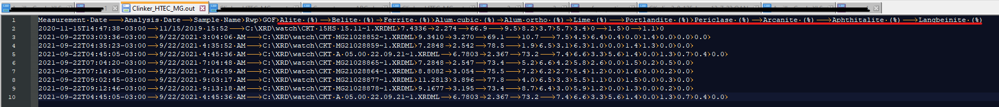 Clinker_HTEC_MG.out
1 Measurement Date Analysis Date Sample Name Rwp GOF Alite (%) Belite (%) Ferrite (%) Alum cubic (%) Alum ortho (%) Lime (%) Portlandite (%) Periclase (%) Arcanite (%) Aphthitalite (%) Langbeinite (%)
2 2020-11-15T14:47:38-03:00 11/15/2019 15:52 C:\XRD\watch\CKT 15HS 15.11~1.XRDML 7.4336 2.274 66.9 9.5 8.2 3.7 5.7 3.4 0 1.5 0 1.1 0
3 2021-09-22T03:03:36-03:00 9/22/2021 3:04:06 AM C:\XRD\watch\CKT MG21028852~1.XRDML 9.3410 3.270 69.1 10.7 7.5 4.5 6.4 0.4 0.0 1.4 0.0 0.0 0.0
4 2021-09-22T04:35:23-03:00 9/22/2021 4:35:52 AM C:\XRD\watch\CKT MG21028859~1.XRDML 7.2848 2.542 78.5 1.9 6.5 3.1 6.3 1.0 0.0 1.4 1.3 0.0 0.0
5 2021-09-22T04:45:05-03:00 9/22/2021 4:45:36 AM C:\XRD\watch\CKT A 05.00 22.09.21~1.XRDML 6.7803 2.367 73.2 7.4 6.6 3.3 5.6 1.4 0.0 1.3 0.7 0.4 0.0
6 2021-09-22T07:04:20-03:00 9/22/2021 7:04:48 AM C:\XRD\watch\CKT MG21028865~1.XRDML 7.2848 2.547 73.4 5.2 6.6 4.2 5.8 2.6 0.0 1.5 0.2 0.5 0.0
7 2021-09-22T07:16:30-03:00 9/22/2021 7:16:59 AM C:\XRD\watch\CKT MG21028864~1.XRDML 8.8082 3.054 75.5 7.2 6.2 2.7 5.4 1.2 0.0 1.6 0.0 0.3 0.0
8 2021-09-22T09:02:45-03:00 9/22/2021 9:03:17 AM C:\XRD\watch\CKT MG21028877~1.XRDML 11.2813 3.896 77.8 4.0 6.5 3.3 5.5 1.1 0.0 1.5 0.0 0.3 0.0
9 2021-09-22T09:12:46-03:00 9/22/2021 9:13:18 AM C:\XRD\watch\CKT MG21028878~1.XRDML 9.1677 3.195 73.4 8.7 6.4 3.0 5.9 1.2 0.0 1.3 0.0 0.2 0.0
10 2021-09-22T04:45:05-03:00 9/22/2021 4:45:36 AM C:\XRD\watch\CKT A 05.00 22.09.21~1.XRDML 6.7803 2.367 73.2 7.4 6.6 3.3 5.6 1.4 0.0 1.3 0.7 0.4 0.0